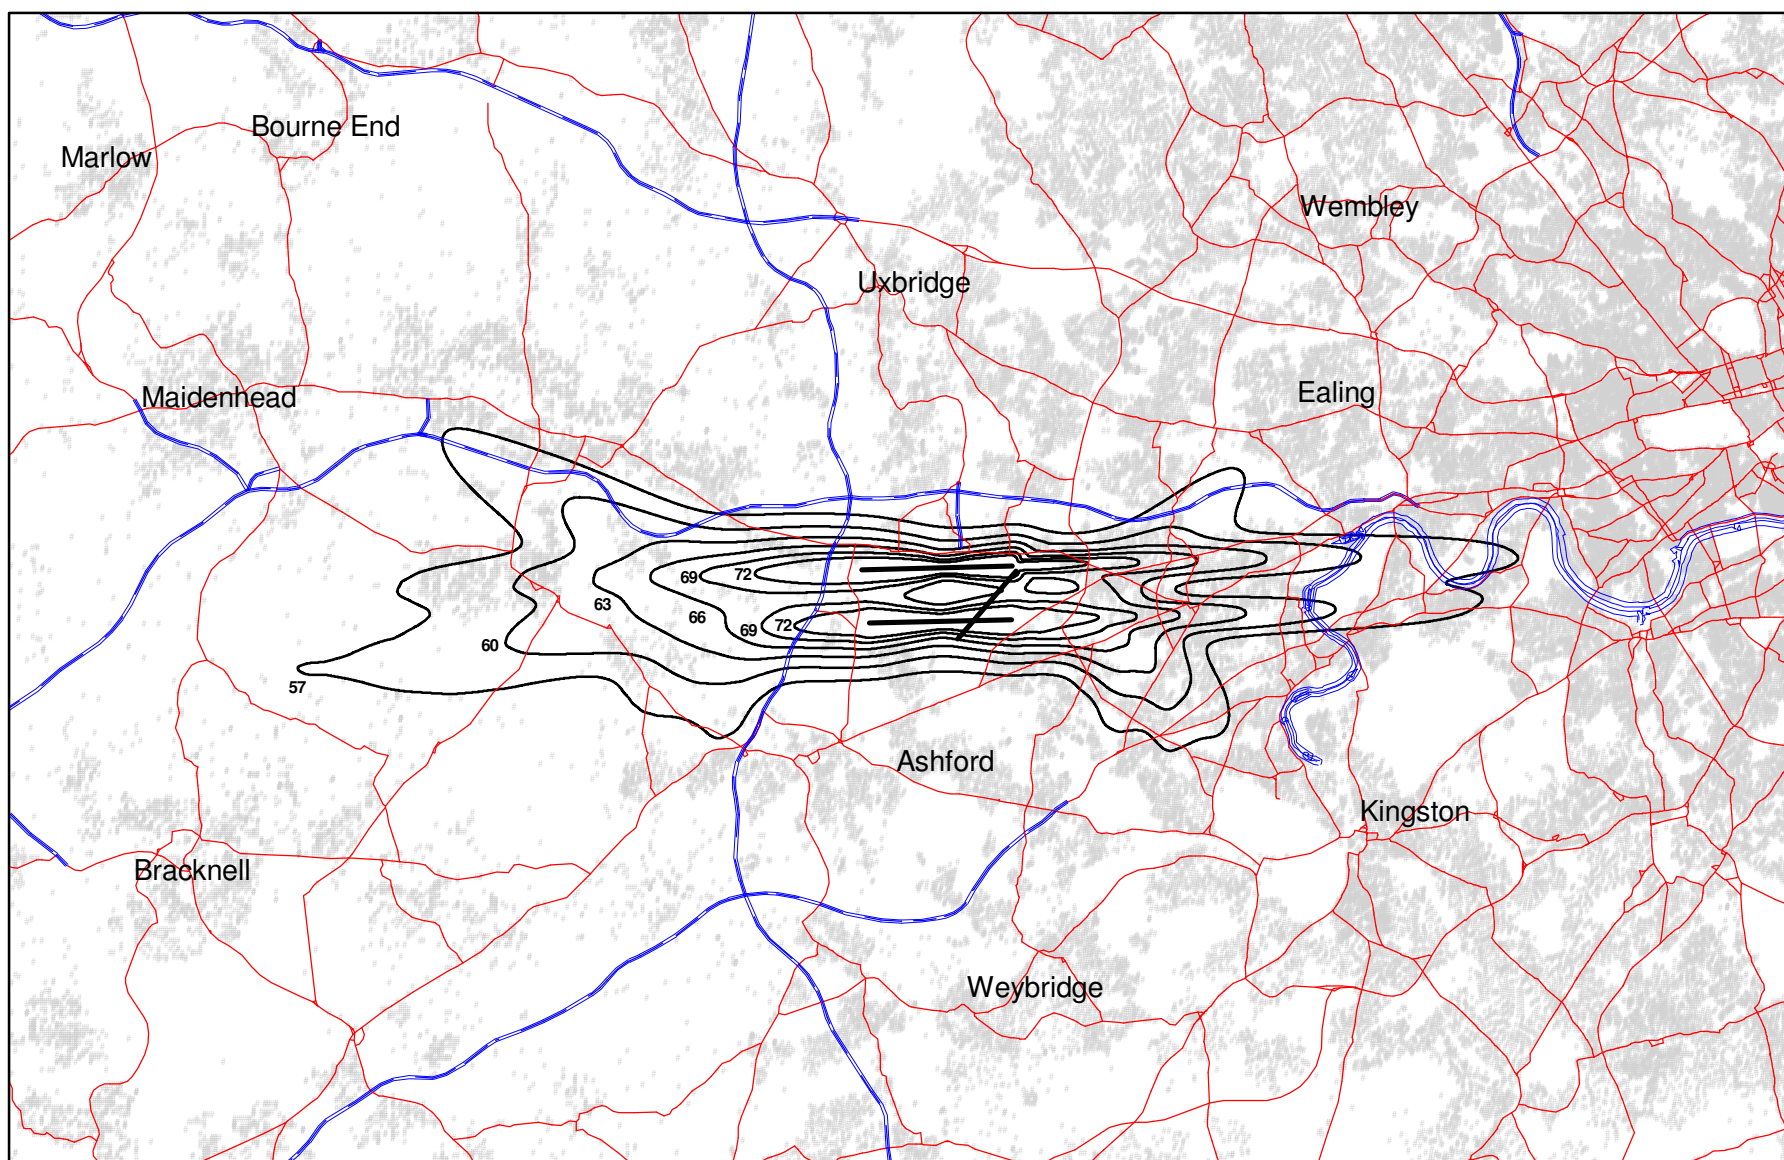 Bourne End
Marlow
Wembley
Uxbridge
Maidenhead
Ealing
72
69
63
66
72
69
60
57
Ashford
Kingston
Bracknell
Weybridge